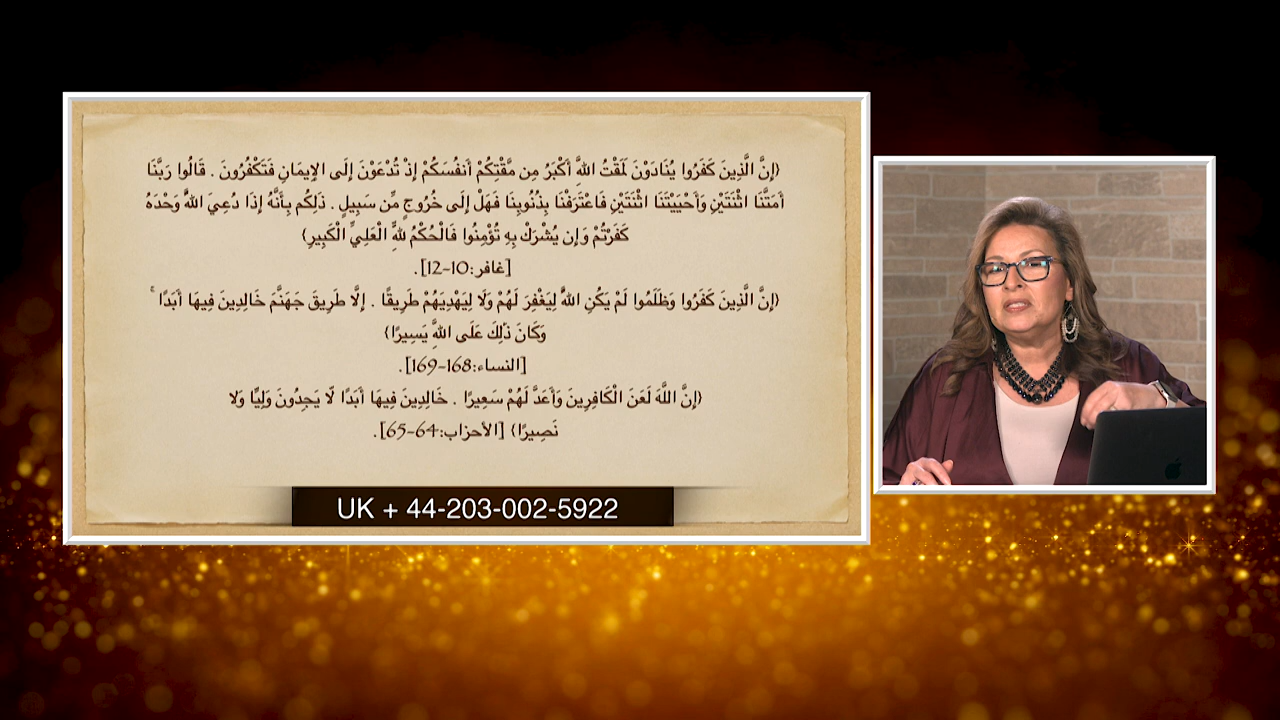 (إِنَّ الَّذِينَ كَفَرُوا يُنَادَوْنَ لَمَقْتُ اللَّهِ أَكْبَرُ مِن مَّقْتِكُمْ أَنفُسَكُمْ إِذْ تُدْعَوْنَ إِلَى الإِيمَانِ فَتَكْفُرُونَ . قَالُوا رَبَّنَا
أَمَتَّنَا اثْنَتَيْنِ وَأَحْيَيْتَنَا اثْنَتَيْنِ فَاعْتَرَفْنَا بِذُنُوبِنَا فَهَلْ إِلَى خُرُوجٍ مِّن سَبِيلٍ . ذَلِكُم بِأَنَّهُ إِذَا دُعِيَ اللَّهُ وَحْدَهُ
كَفَرْتُمْ وَإِن يُشْرَكْ بِهِ تُؤْمِنُوا فَالْحُكْمُ لِلَّهِ الْعَلِيِّ الْكَبِيرِ)
[غافر:10-12].
(إِنَّ الَّذِينَ كَفَرُوا وَظَلَمُوا لَمْ يَكُنِ اللَّهُ لِيَغْفِرَ لَهُمْ وَلَا لِيَهْدِيَهُمْ طَرِيقًا . إِلَّا طَرِيقَ جَهَنَّمَ خَالِدِينَ فِيهَا أَبَدًا ۚ
وَكَانَ ذَلِكَ عَلَى اللَّهِ يَسِيرًا)
[النساء:168-169].
(إِنَّ اللَّهَ لَعَنَ الْكَافِرِينَ وَأَعَدَّ لَهُمْ سَعِيرًا . خَالِدِينَ فِيهَا أَبَدًا لَّا يَجِدُونَ وَلِيًّا وَلَا
نَصِيرًا) [الأحزاب:64-65].
UK + 44-203-002-5922